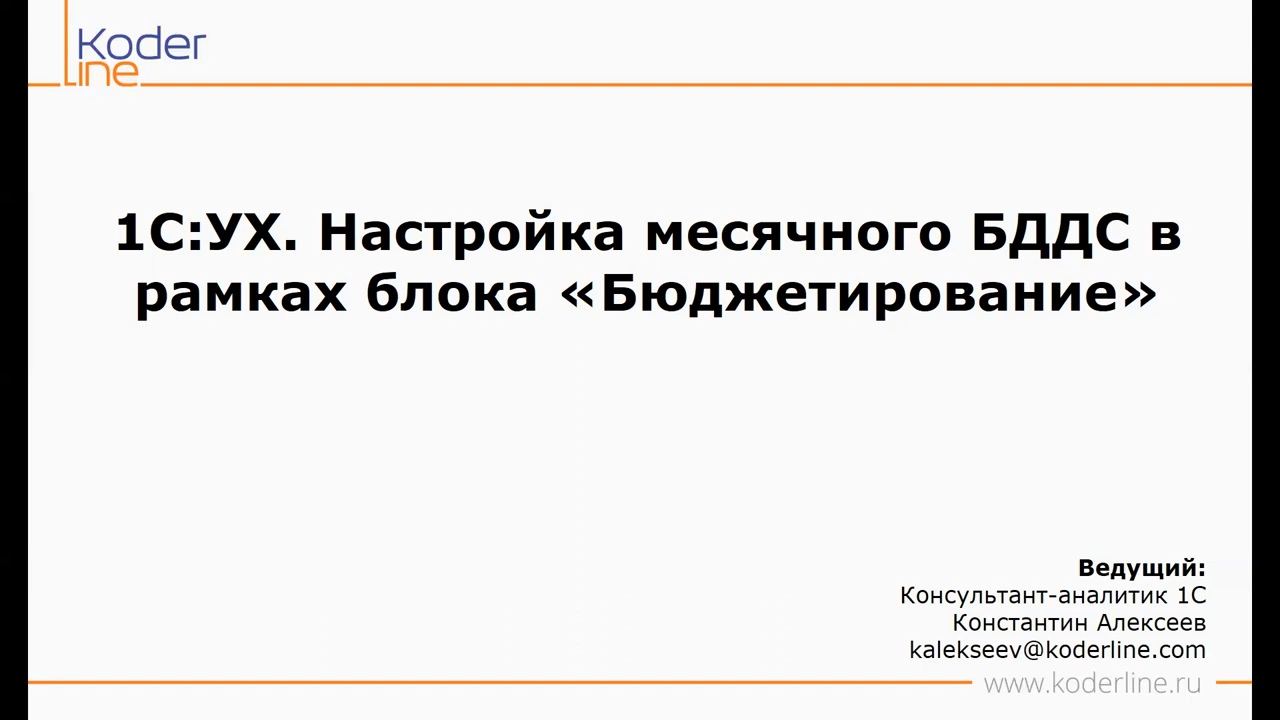 Koder
line
1С:УХ. Настройка месячного БДДС в
рамках блока «Бюджетирование»
Ведущий:
Консультант-аналитик 1С
Константин Алексеев
kalekseev@koderline.com
www.koderline.ru